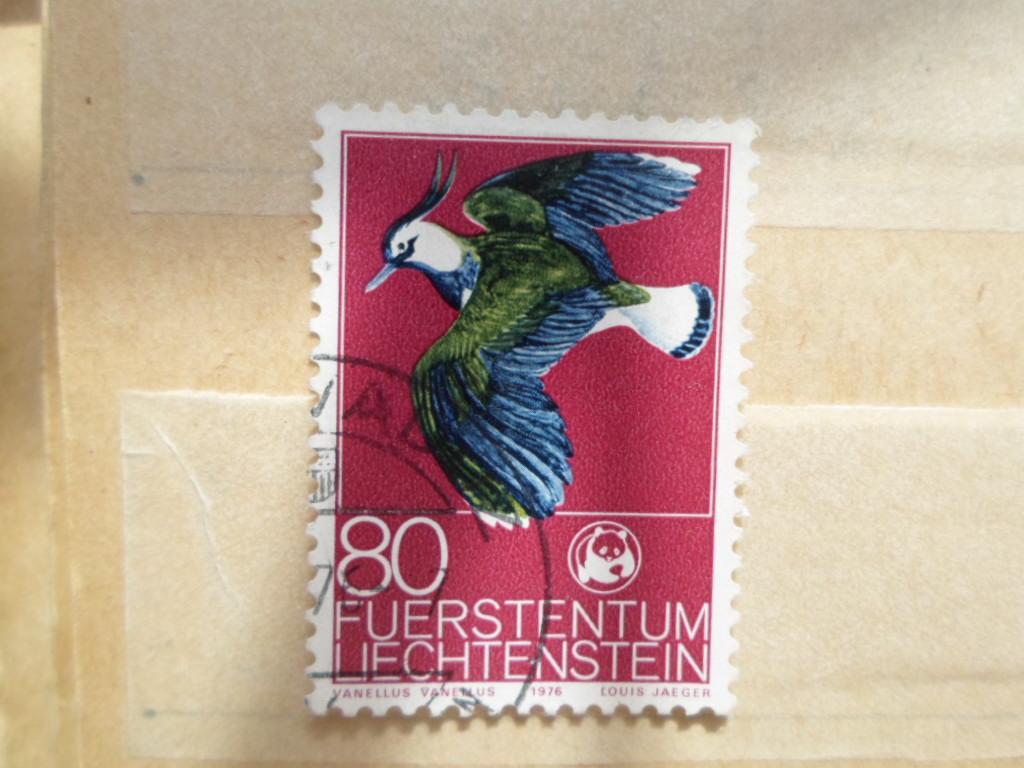 80
FUERSTENTUM
LIECHTENSTEIN
VANELLUS VANELLUS 1976 LOUIS JAEGER